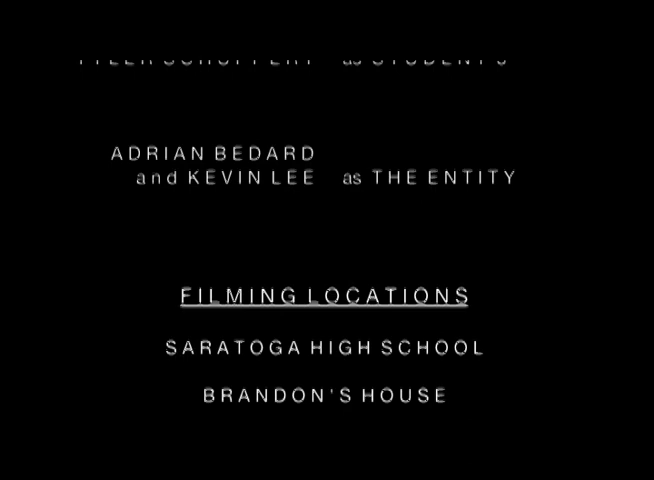 ADRIAN BEDARD
and KEVIN LEE as THE ENTITY
FILMING LOCATIONS
SARATOGA HIGH SCHOOL
BRANDON'S HOUSE